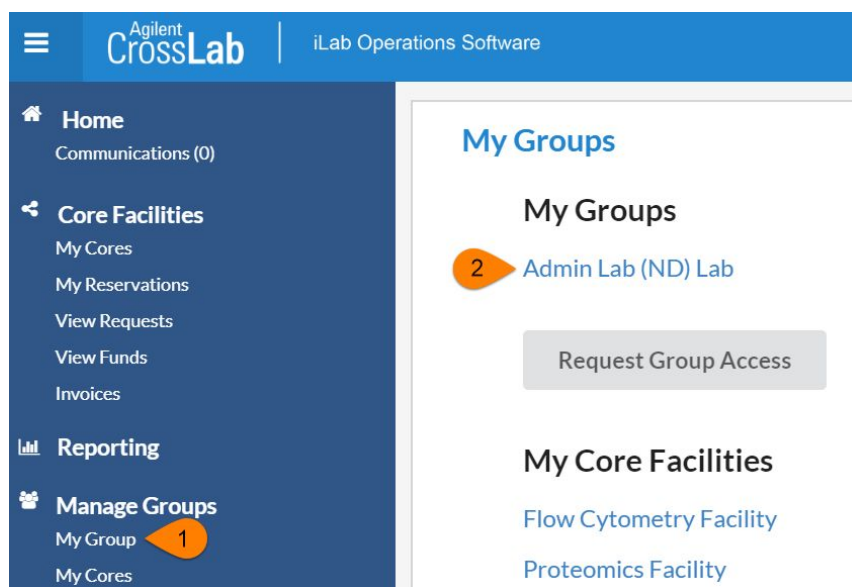 Agilent
CrossLab
iLab Operations Software
Home
Communications (0)
Core Facilities
My Cores
My Reservations
View Requests
View Funds
Invoices
Reporting
Manage Groups
My Group 1
My Cores
My Groups
My Groups
2 Admin Lab (ND) Lab
Request Group Access
My Core Facilities
Flow Cytometry Facility
Proteomics Facility